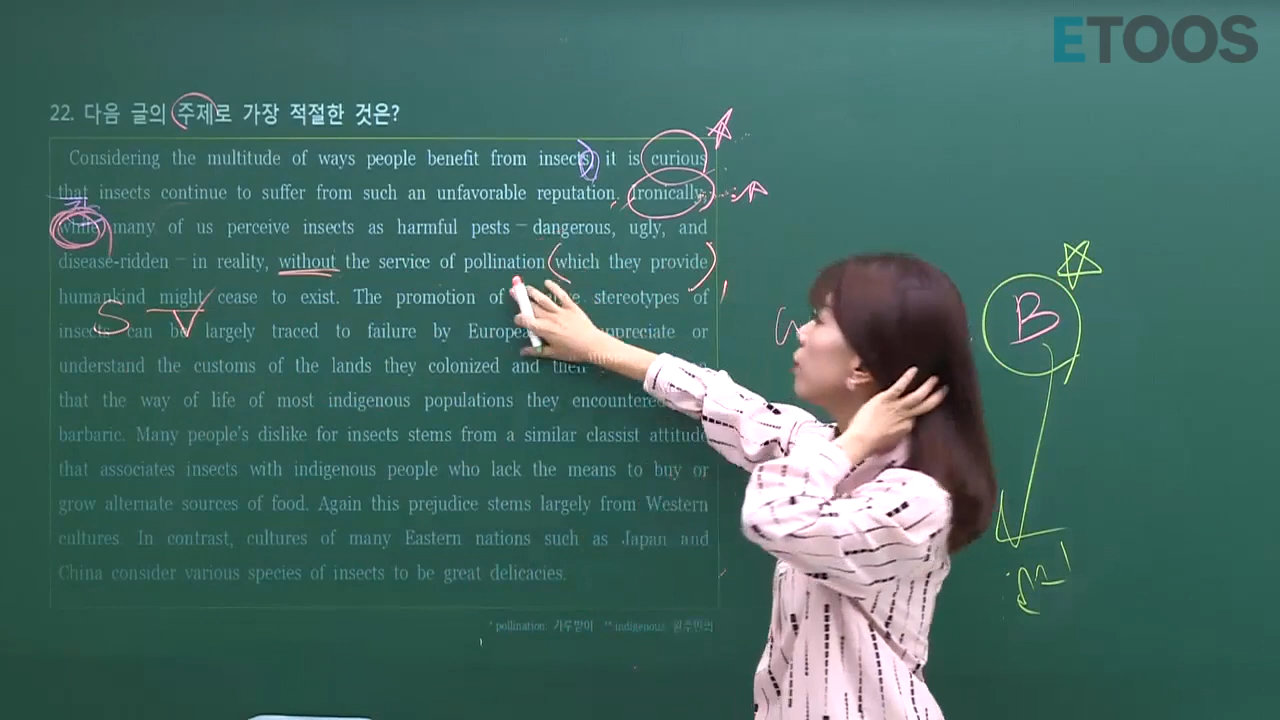 ETOOS
22. 다음 글의 주제로 가장 적절한 것은?
Considering the multitude of ways people benefit from insects, it is curious
that insects continue to suffer from such an unfavorable reputation. Ironically,
while many of us perceive insects as harmful pests – dangerous, ugly, and
disease-ridden – in reality, without the service of pollination which they provide
humankind might cease to exist. The promotion of stereotypes of
insects can be largely traced to failure by appreciate or
understand the customs of the lands they colonized and
that the way of life of most indigenous populations they encountered
barbaric. Many people's dislike for insects stems from a similar classist attitude
that associates insects with indigenous people who lack the means to buy or
grow alternate sources of food. Again this prejudice stems largely from Western
cultures. In contrast, cultures of many Eastern nations such as Japan and
China consider various species of insects to be great delicacies.
* pollination: 가루받이 ** indigenous: 원주민의
S V
B